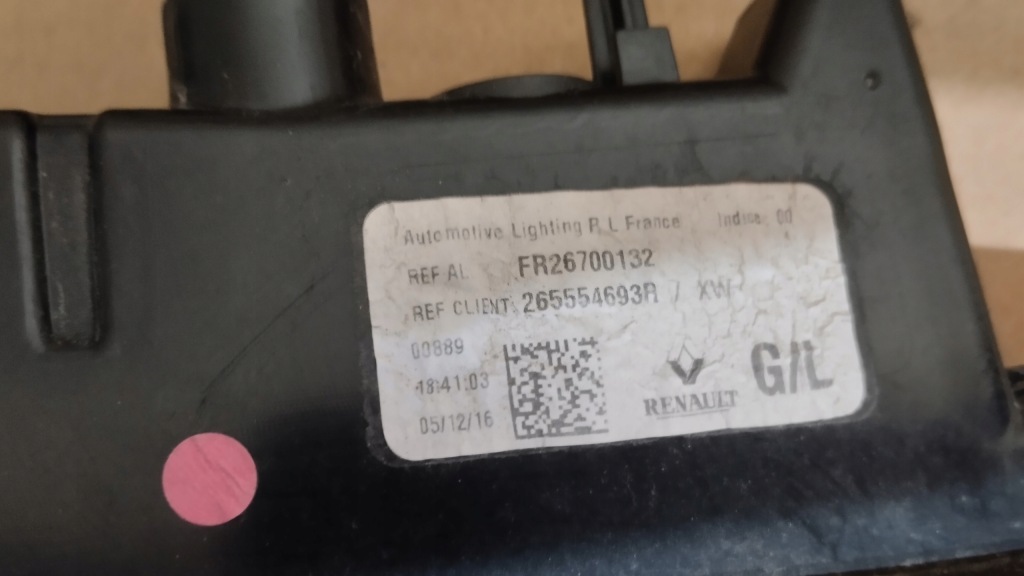 Automotive Lighting R L France Indice: 00
REF AL FR26700132
REF CLIENT: 265554693R / XW
00889
18:41:03
05/12/16
RENAULT
G/L